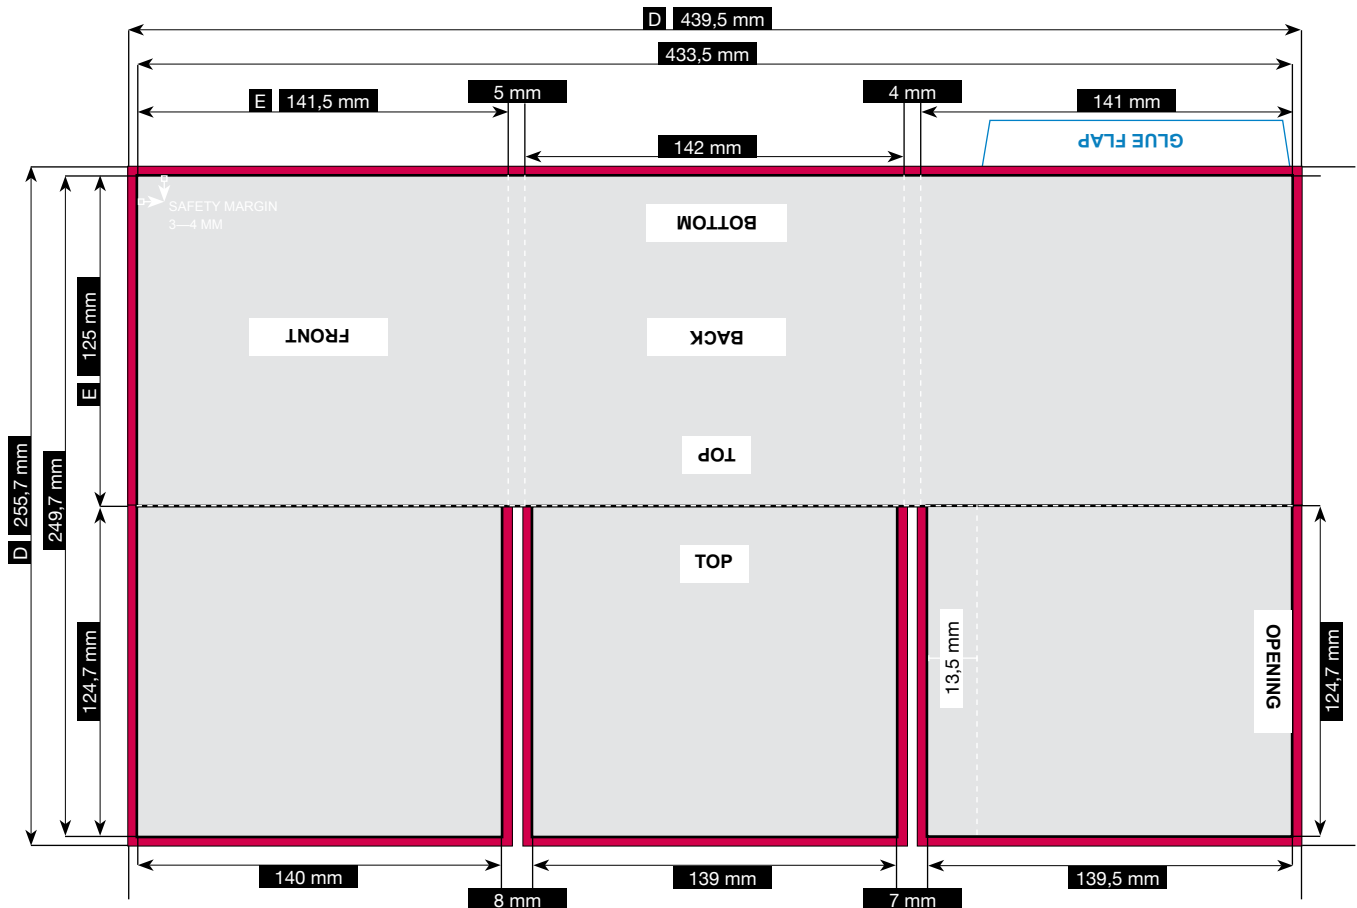 D 439,5 mm
433,5 mm
E 141,5 mm
5 mm
4 mm
141 mm
142 mm
GLUE FLAP
SAFETY MARGIN
3—4 MM
BOTTOM
FRONT
BACK
TOP
E 125 mm
D 255,7 mm
249,7 mm
TOP
124,7 mm
13,5 mm
OPENING
124,7 mm
140 mm
8 mm
139 mm
7 mm
139,5 mm